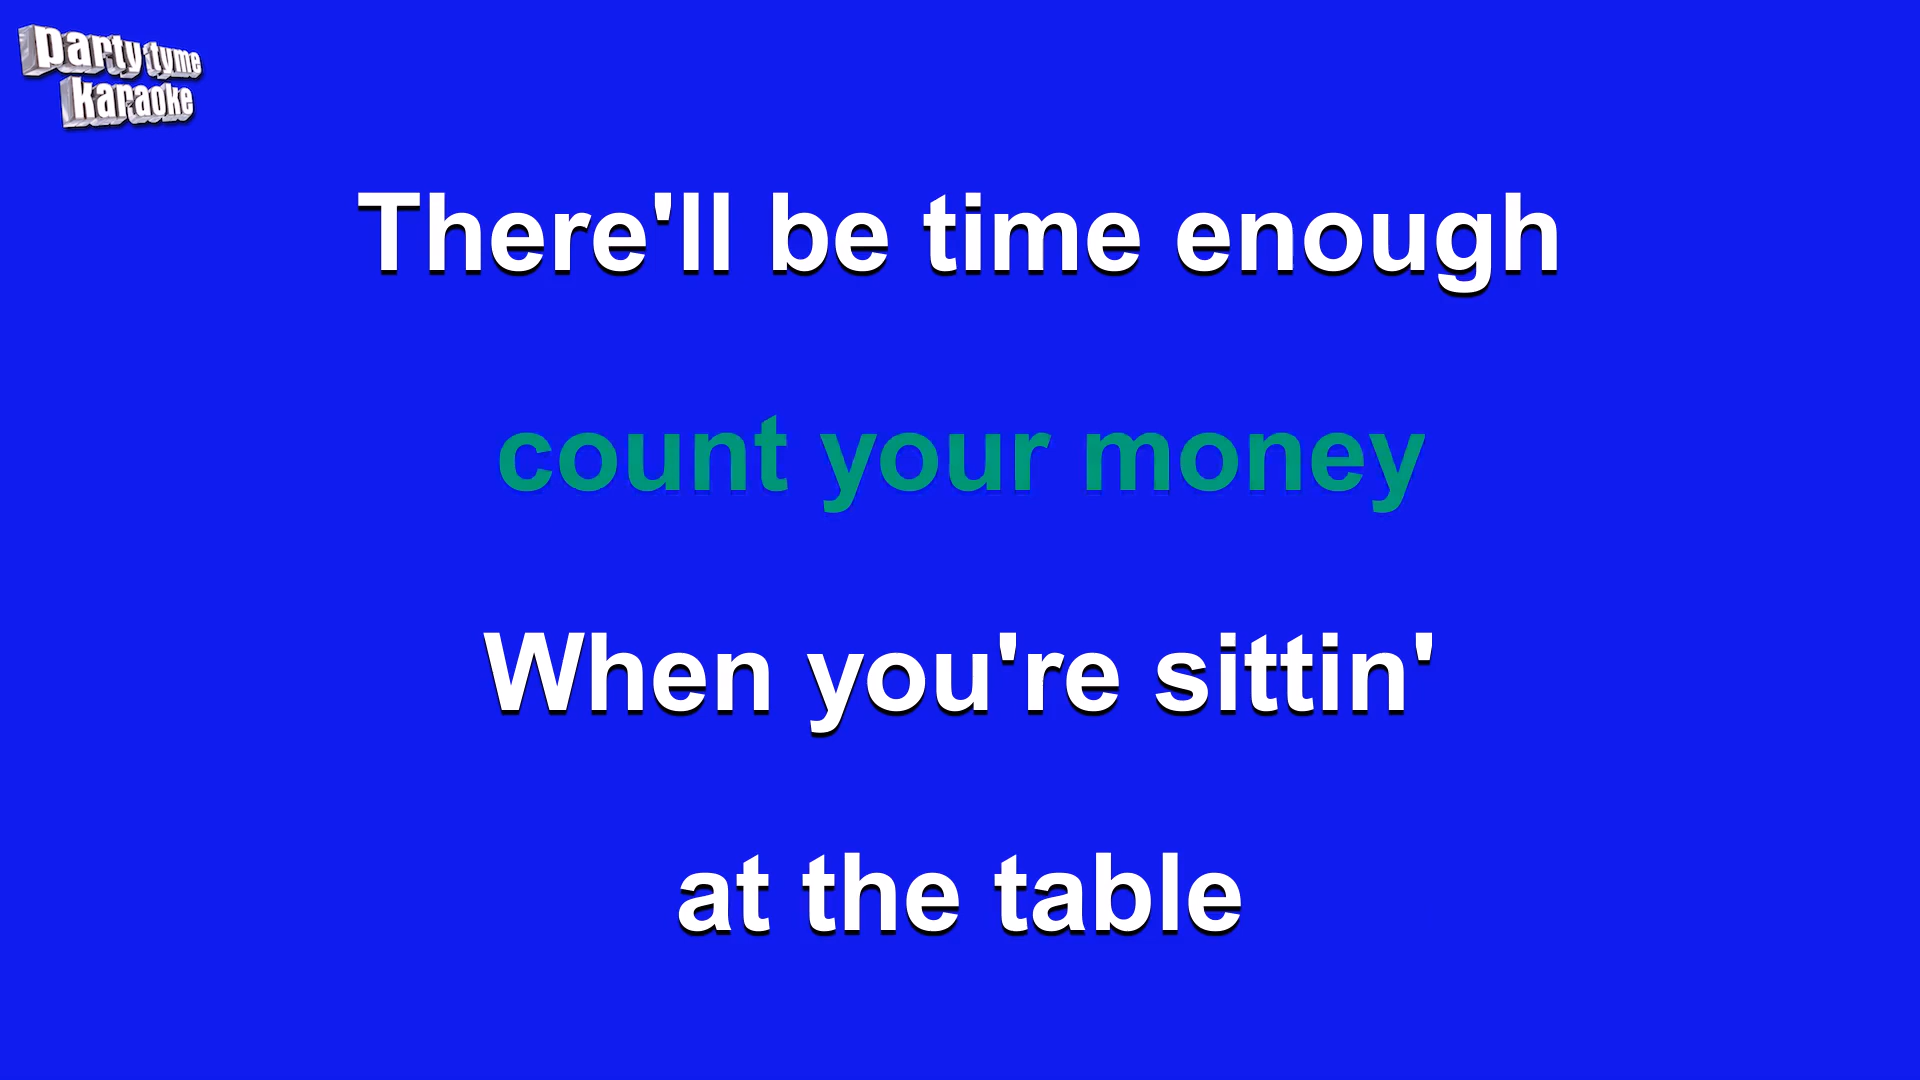 party tyme
karaoke
There'll be time enough
count your money
When you're sittin'
at the table